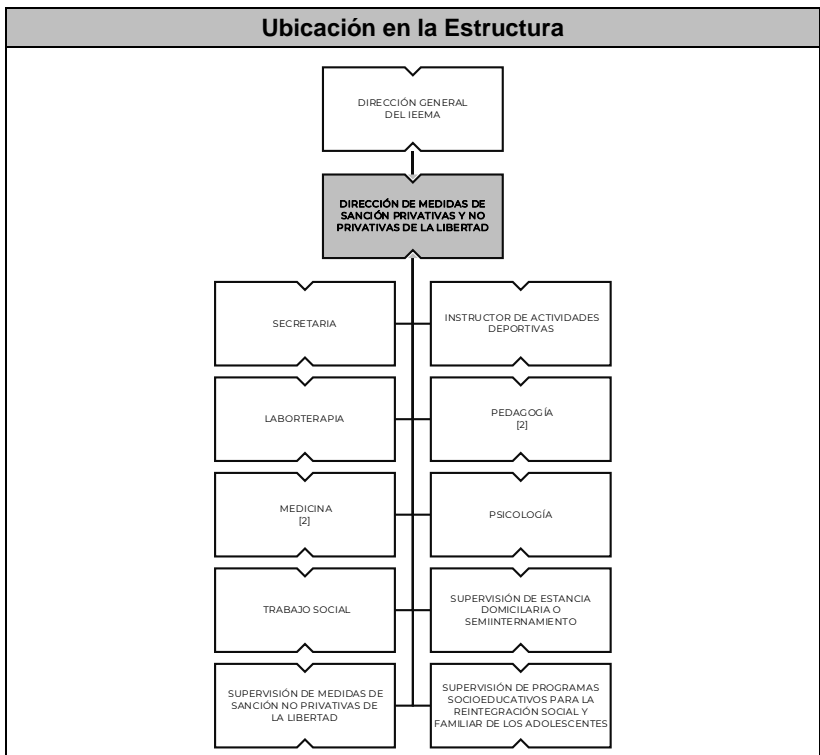 Ubicación en la Estructura
DIRECCIÓN GENERAL
DEL IEEMA
DIRECCIÓN DE MEDIDAS DE
SANCIÓN PRIVATIVAS Y NO
PRIVATIVAS DE LA LIBERTAD
SECRETARIA
INSTRUCTOR DE ACTIVIDADES
DEPORTIVAS
LABORTERAPIA
PEDAGOGÍA
[2]
MEDICINA
[2]
PSICOLOGÍA
TRABAJO SOCIAL
SUPERVISIÓN DE ESTANCIA
DOMICILARIA O
SEMIINTERNAMIENTO
SUPERVISIÓN DE MEDIDAS DE
SANCIÓN NO PRIVATIVAS DE
LA LIBERTAD
SUPERVISIÓN DE PROGRAMAS
SOCIOEDUCATIVOS PARA LA
REINTEGRACIÓN SOCIAL Y
FAMILIAR DE LOS ADOLESCENTES